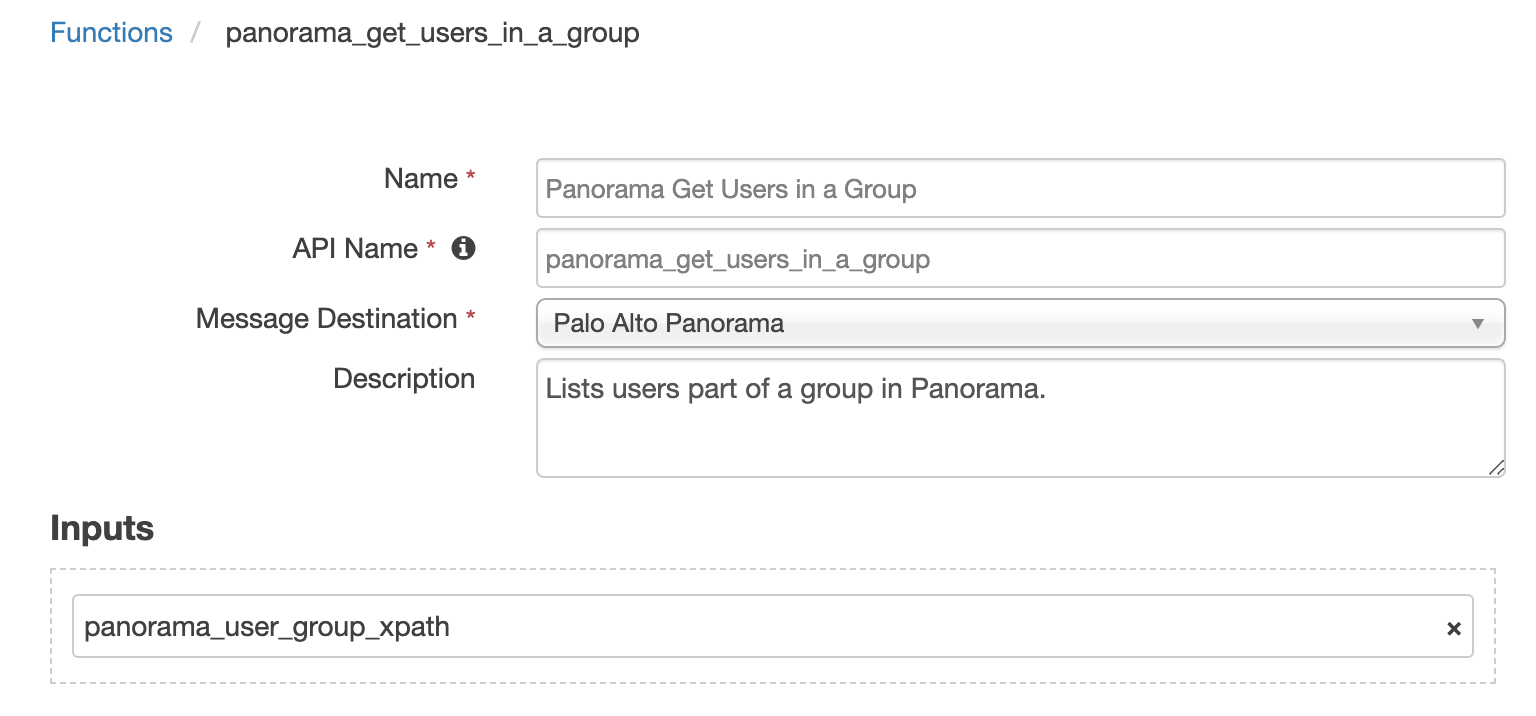 Functions / panorama_get_users_in_a_group
Name * Panorama Get Users in a Group
API Name * panorama_get_users_in_a_group
Message Destination * Palo Alto Panorama
Description Lists users part of a group in Panorama.
Inputs
panorama_user_group_xpath